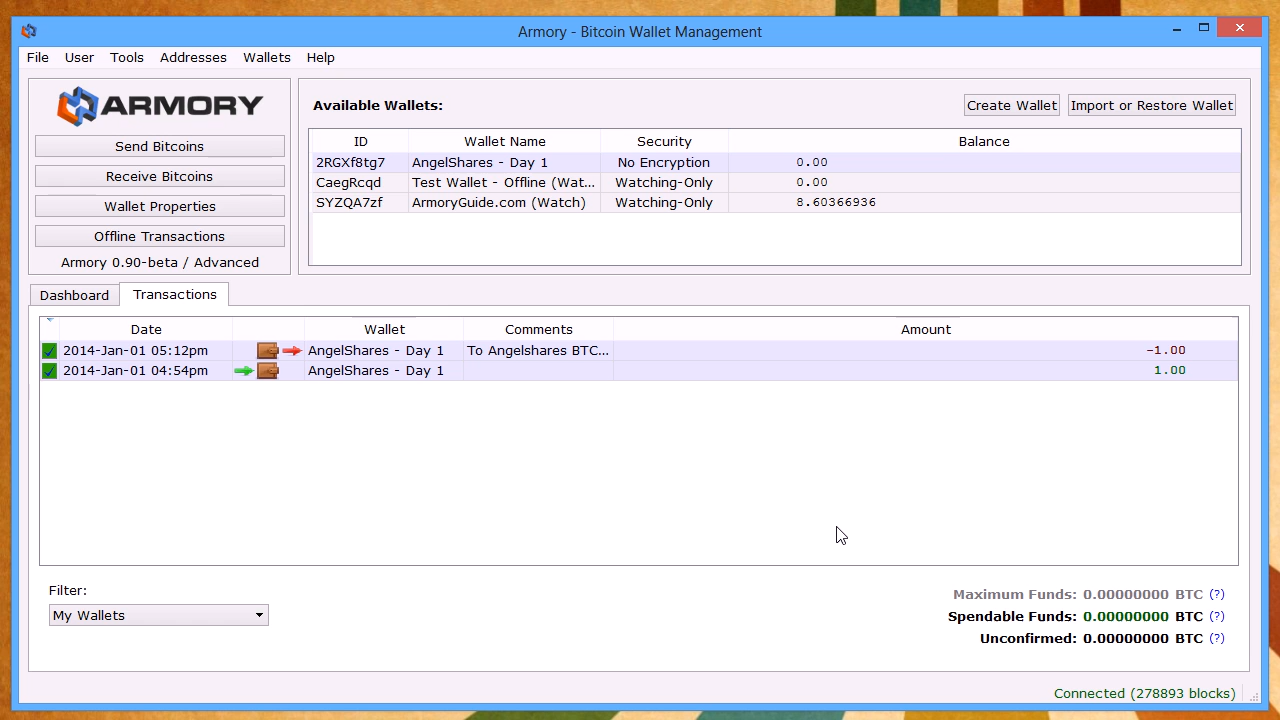 Armory - Bitcoin Wallet Management
File User Tools Addresses Wallets Help
ARMORY
Send Bitcoins
Receive Bitcoins
Wallet Properties
Offline Transactions
Armory 0.90-beta / Advanced
Available Wallets:
Create Wallet
Import or Restore Wallet
ID Wallet Name Security Balance
2RGXf8tg7 AngelShares - Day 1 No Encryption 0.00
CaegRcqd Test Wallet - Offline (Wat... Watching-Only 0.00
SYZQA7zf ArmoryGuide.com (Watch) Watching-Only 8.60366936
Dashboard Transactions
Date Wallet Comments Amount
2014-Jan-01 05:12pm AngelShares - Day 1 To Angelshares BTC... -1.00
2014-Jan-01 04:54pm AngelShares - Day 1 1.00
Filter:
My Wallets
Maximum Funds: 0.00000000 BTC (?)
Spendable Funds: 0.00000000 BTC (?)
Unconfirmed: 0.00000000 BTC (?)
Connected (278893 blocks)